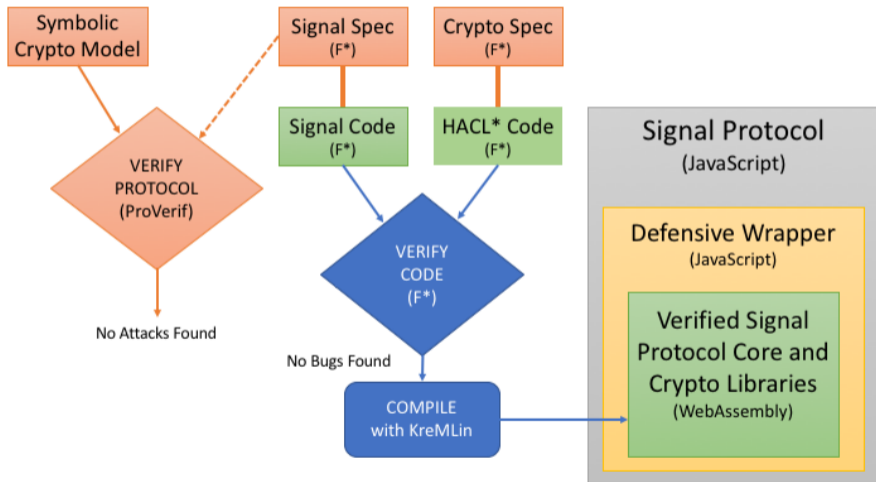 Symbolic
Crypto Model
Signal Spec
(F*)
Crypto Spec
(F*)
Signal Code
(F*)
HACL* Code
(F*)
VERIFY
PROTOCOL
(ProVerif)
No Attacks Found
VERIFY
CODE
(F*)
No Bugs Found
COMPILE
with KreMLin
Signal Protocol
(JavaScript)
Defensive Wrapper
(JavaScript)
Verified Signal
Protocol Core and
Crypto Libraries
(WebAssembly)